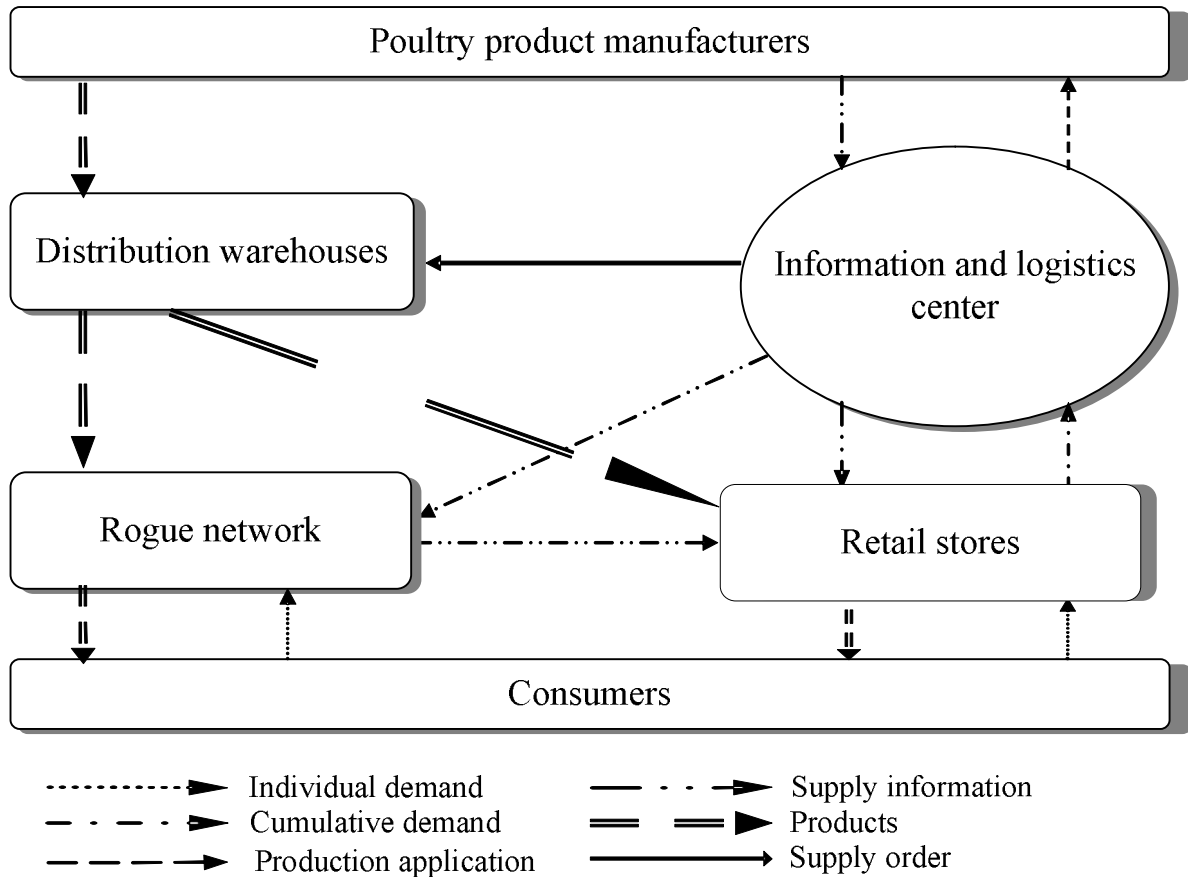 Poultry product manufacturers
Distribution warehouses
Information and logistics
center
Rogue network
Retail stores
Consumers
Individual demand
Cumulative demand
Production application
Supply information
Products
Supply order